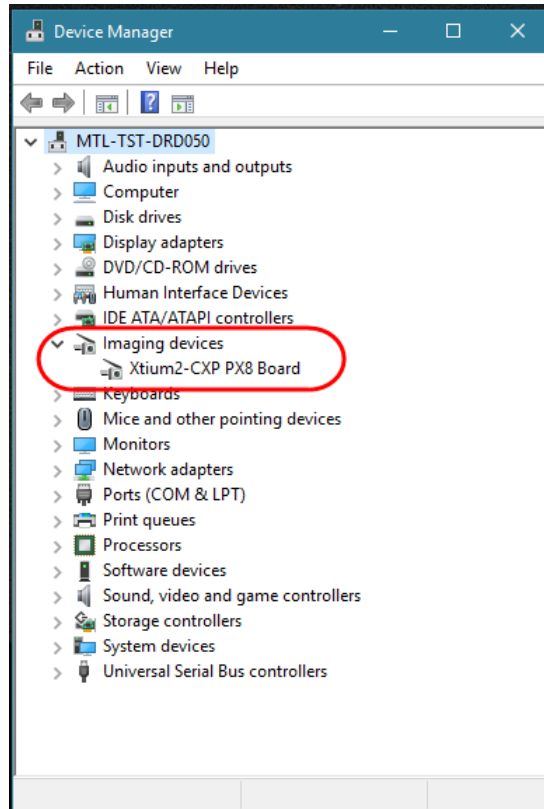 Device Manager
File Action View Help
MTL-TST-DRD050
Audio inputs and outputs
Computer
Disk drives
Display adapters
DVD/CD-ROM drives
Human Interface Devices
IDE ATA/ATAPI controllers
Imaging devices
Xtium2-CXP PX8 Board
Keyboards
Mice and other pointing devices
Monitors
Network adapters
Ports (COM & LPT)
Print queues
Processors
Software devices
Sound, video and game controllers
Storage controllers
System devices
Universal Serial Bus controllers